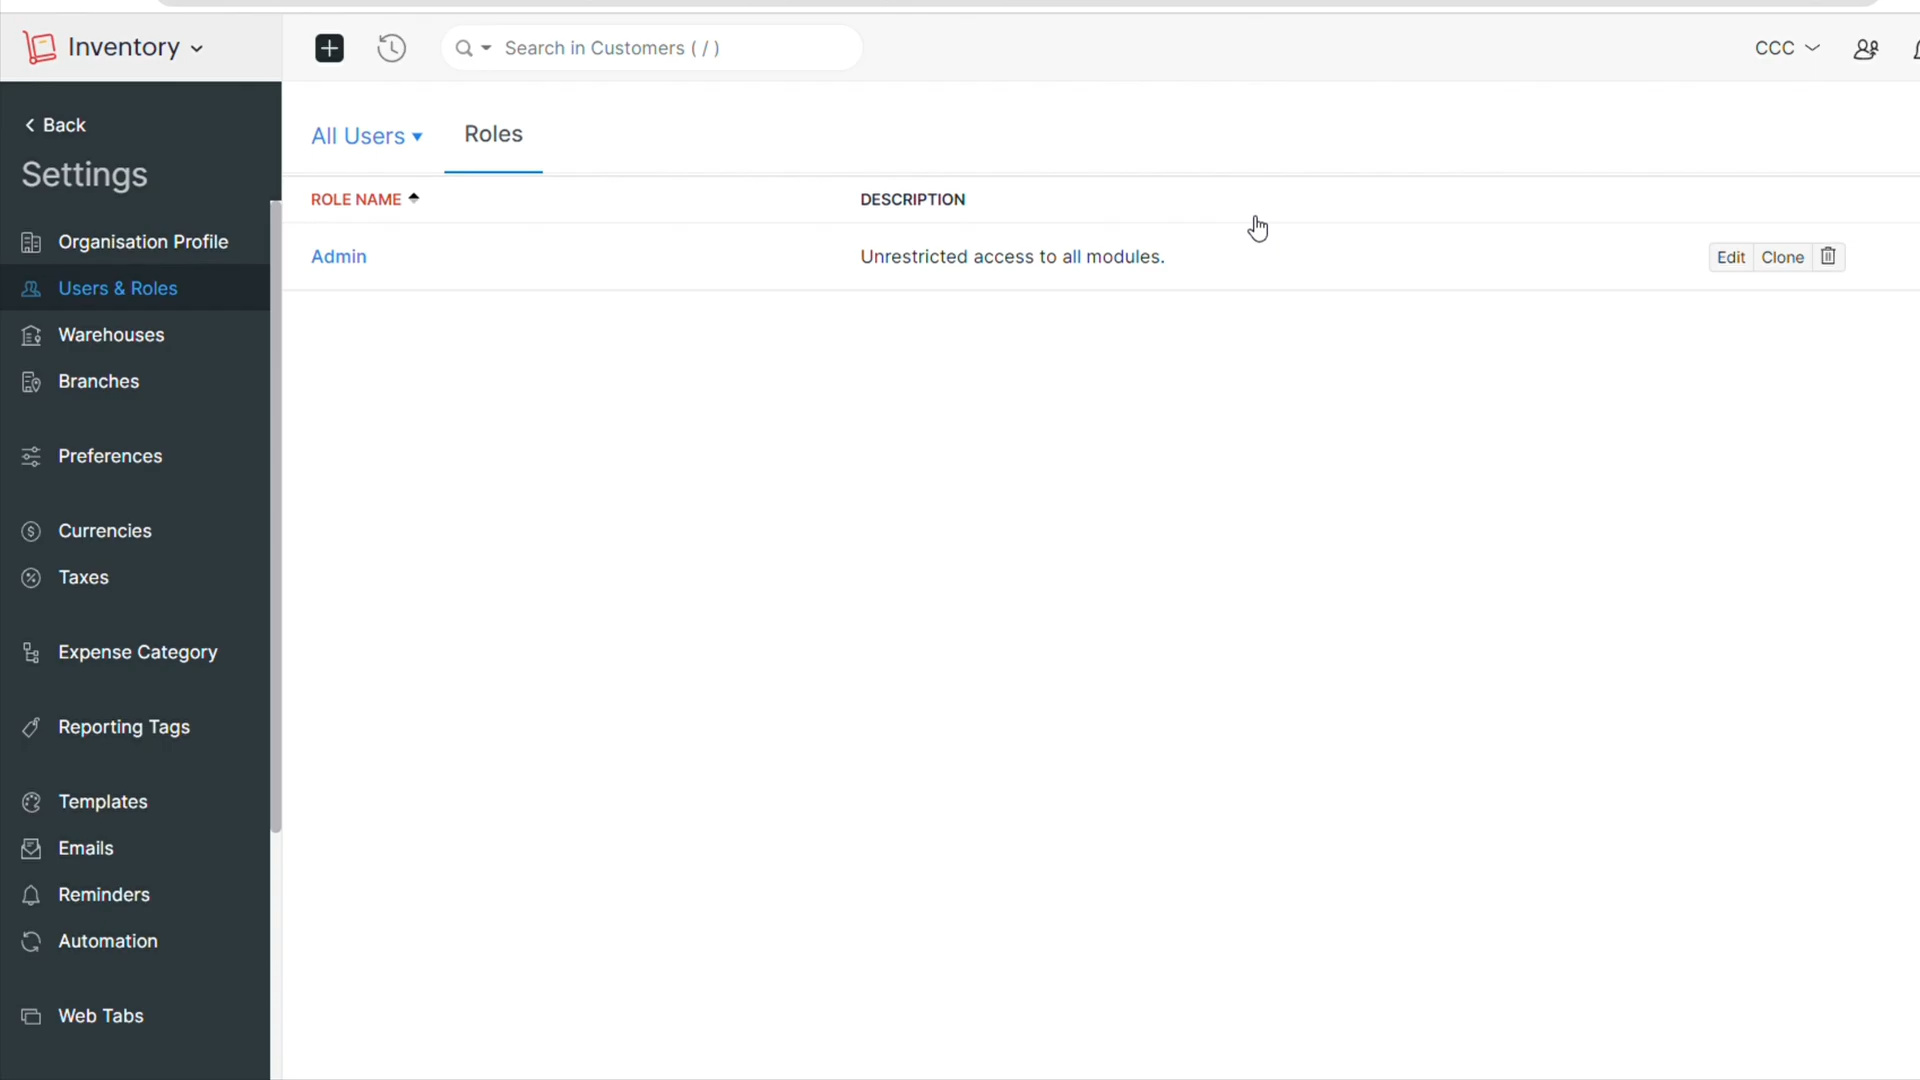 Inventory
Search in Customers ( / )
CCC
Back
Settings
Organisation Profile
Users & Roles
Warehouses
Branches
Preferences
Currencies
Taxes
Expense Category
Reporting Tags
Templates
Emails
Reminders
Automation
Web Tabs
All Users
Roles
ROLE NAME
DESCRIPTION
Admin
Unrestricted access to all modules.
Edit
Clone